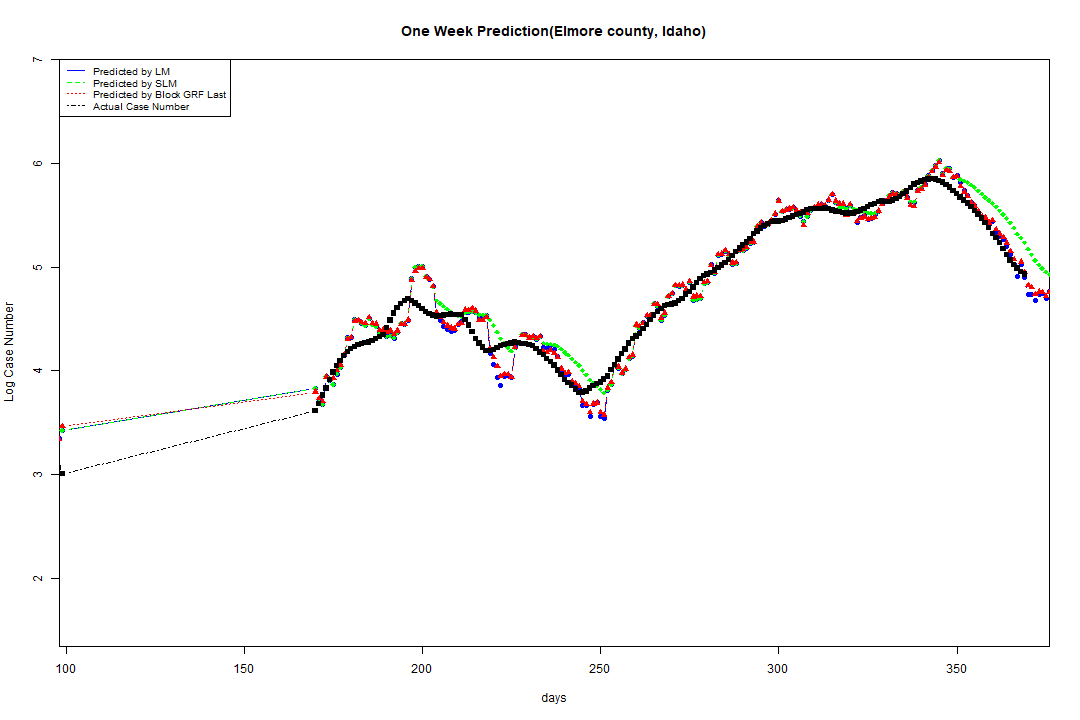 One Week Prediction(Elmore county, Idaho)
Predicted by LM
Predicted by SLM
Predicted by Block GRF Last
Actual Case Number
7
6
5
4
3
2
Log Case Number
100 150 200 250 300 350
days